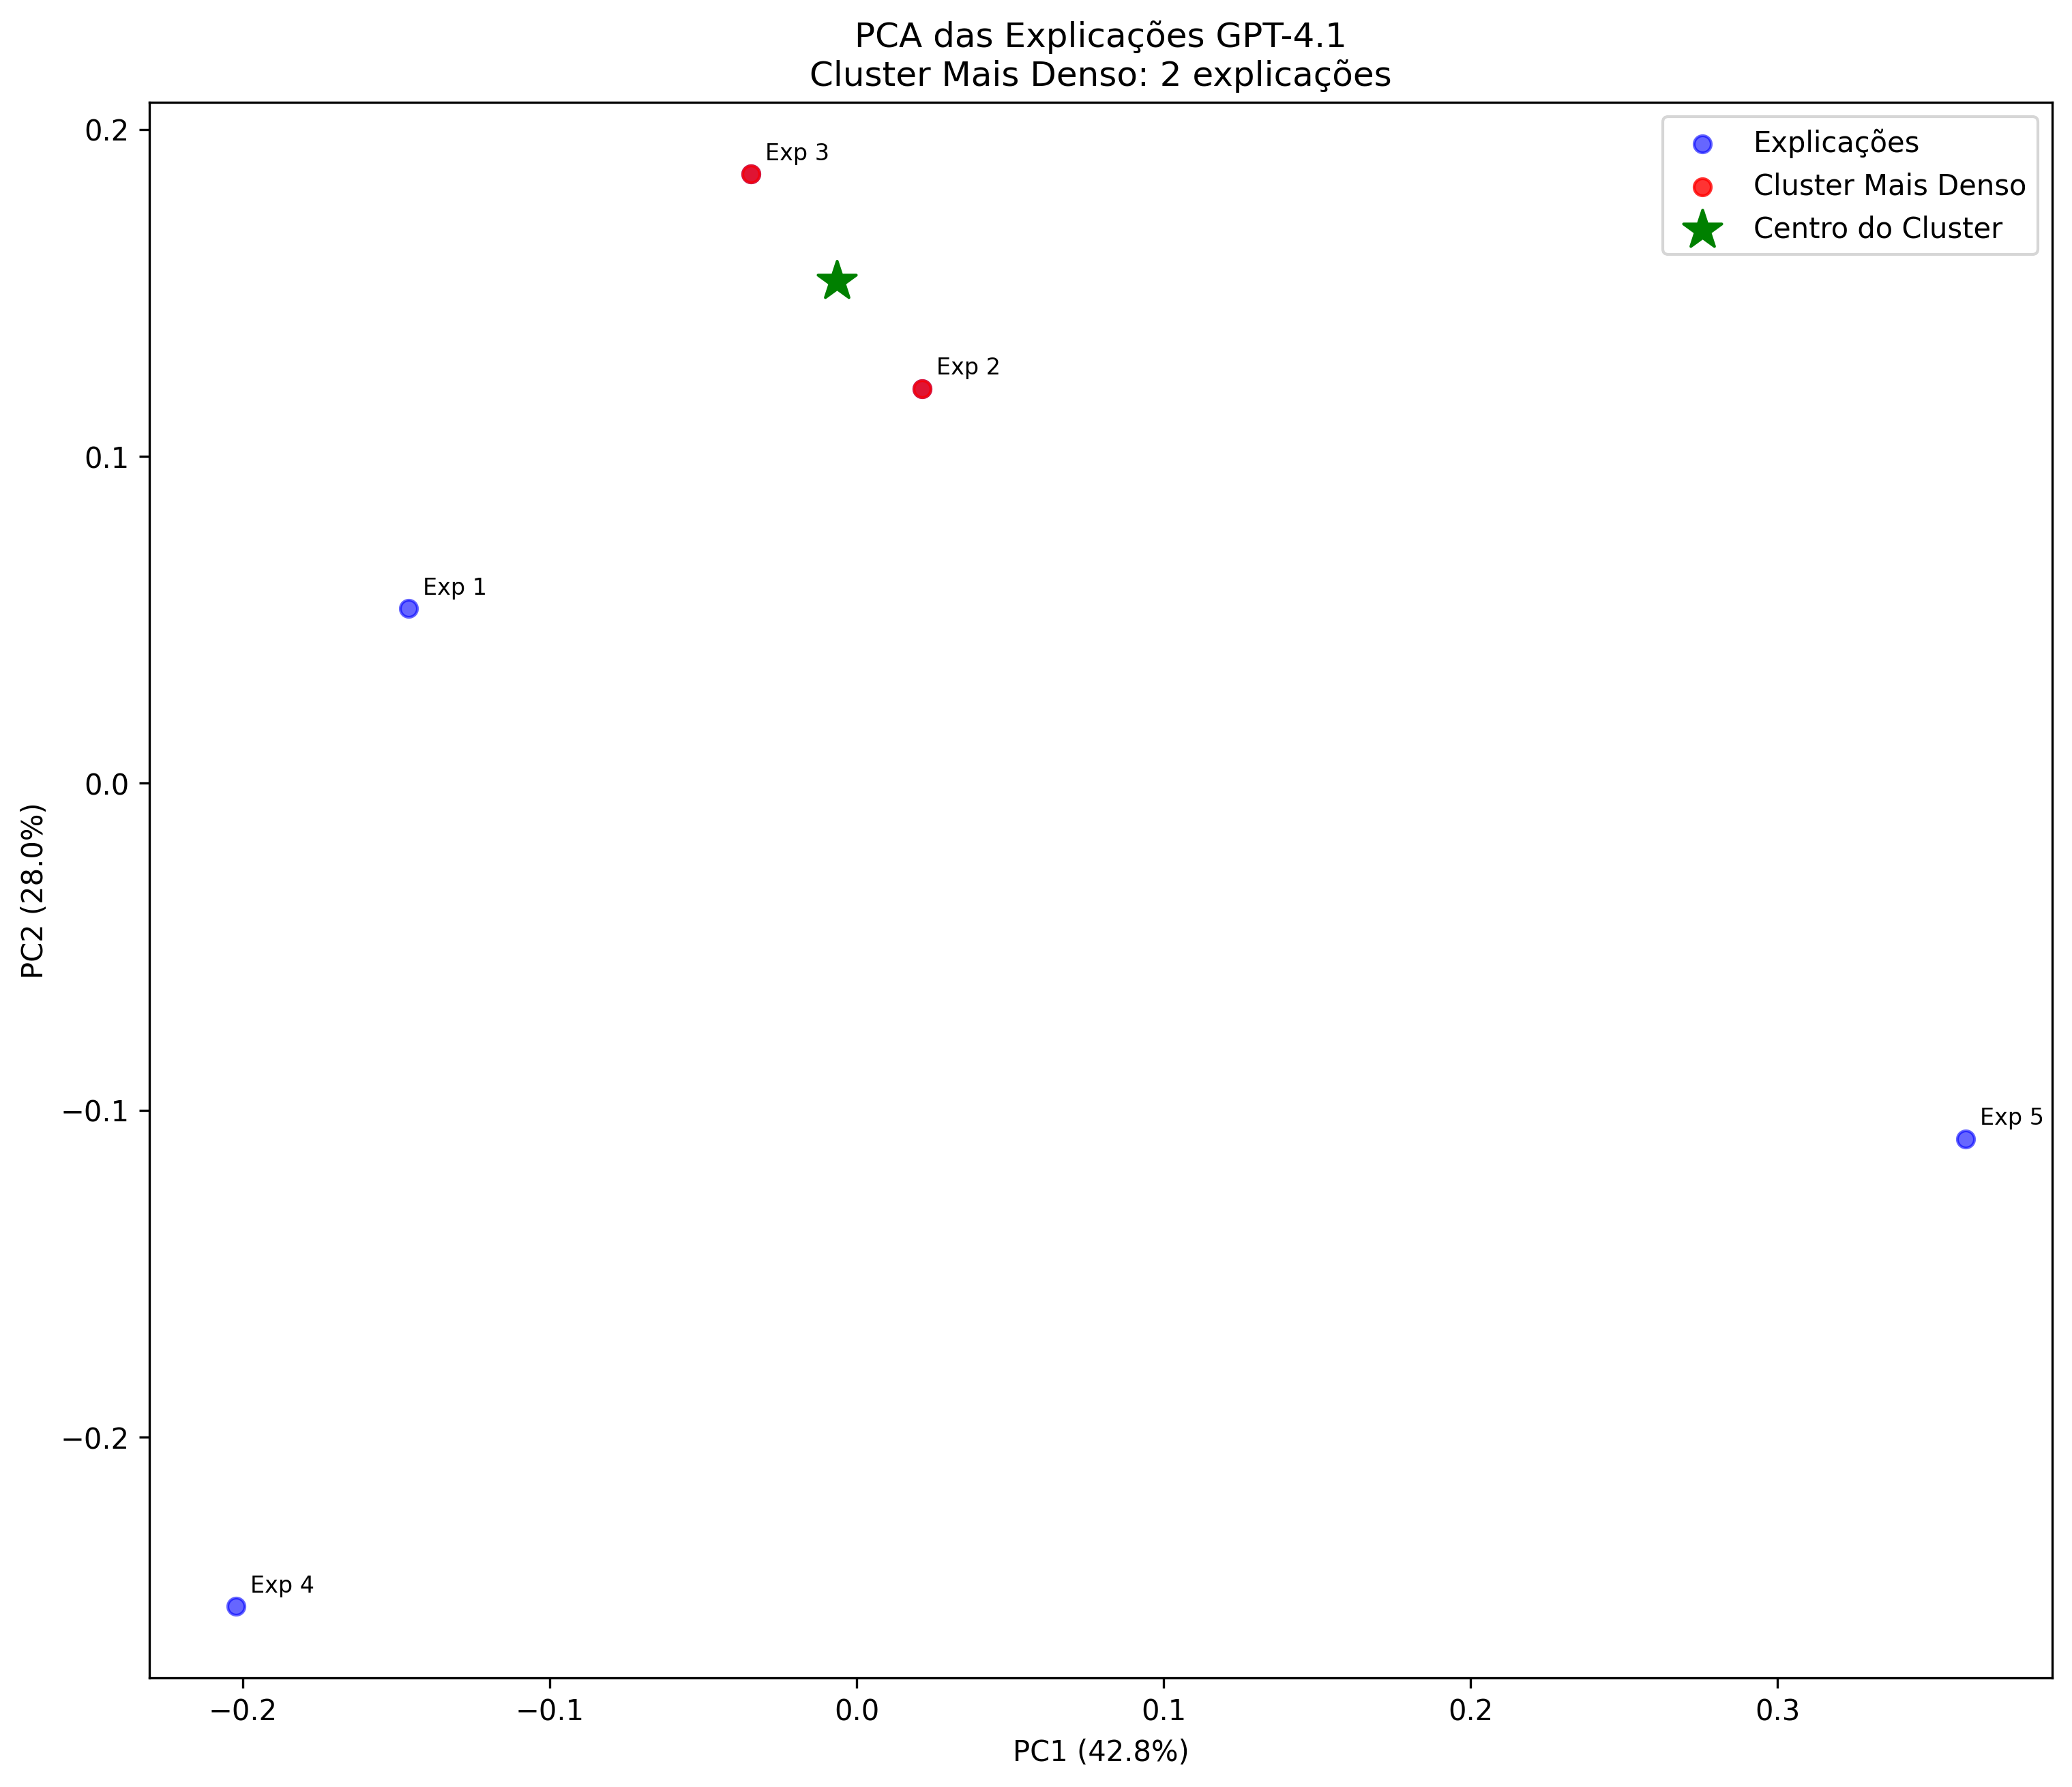 PCA das Explicações GPT-4.1
Cluster Mais Denso: 2 explicações
Explicações
Cluster Mais Denso
Centro do Cluster
Exp 3
Exp 2
Exp 1
Exp 5
Exp 4
0.2
0.1
0.0
−0.1
−0.2
PC2 (28.0%)
−0.2
−0.1
0.0
0.1
0.2
0.3
PC1 (42.8%)